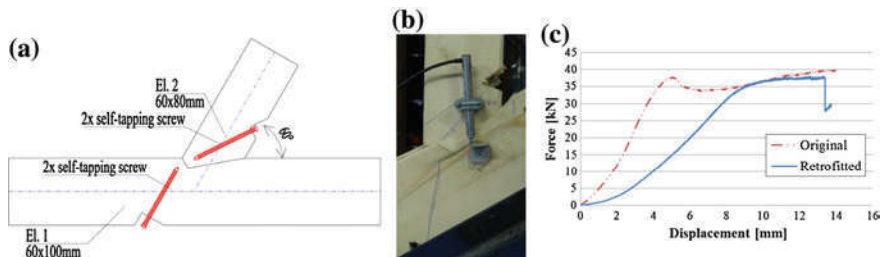 (a)
El. 2
60x80mm
2x self-tapping screw
60°
2x self-tapping screw
El. 1
60x100mm
(b)
(c)
45
40
35
30
25
20
15
10
5
0
Force [kN]
Original
Retrofitted
0 2 4 6 8 10 12 14 16
Displacement [mm]